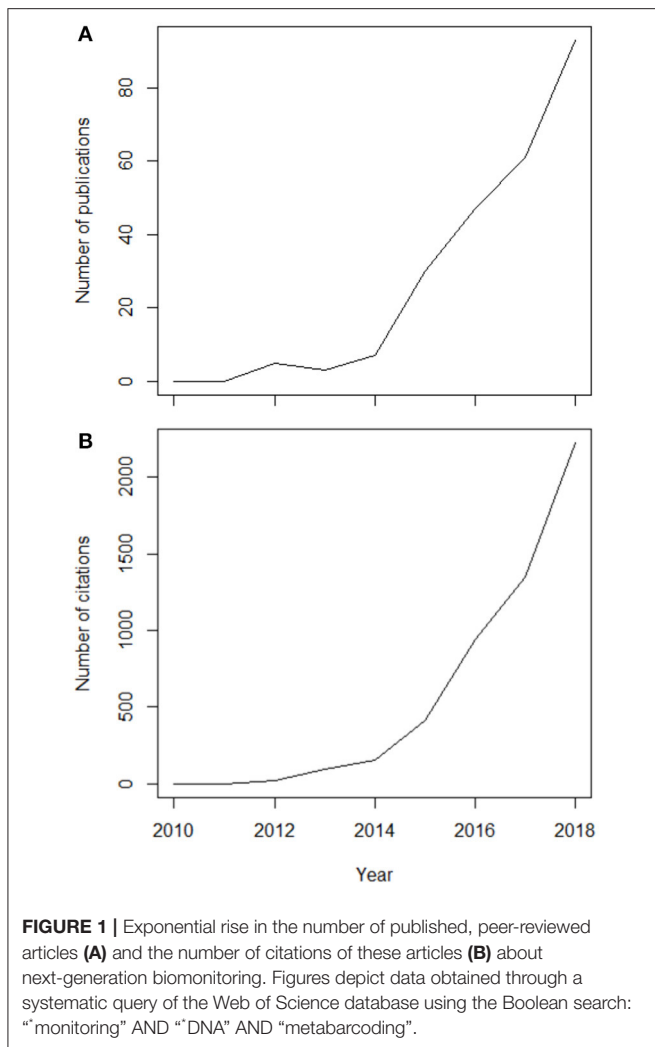 A
Number of publications
80
60
40
20
0
B
Number of citations
2000
1500
1000
500
0
2010 2012 2014 2016 2018
Year
FIGURE 1 | Exponential rise in the number of published, peer-reviewed
articles (A) and the number of citations of these articles (B) about
next-generation biomonitoring. Figures depict data obtained through a
systematic query of the Web of Science database using the Boolean search:
“*monitoring” AND “*DNA” AND “metabarcoding”.